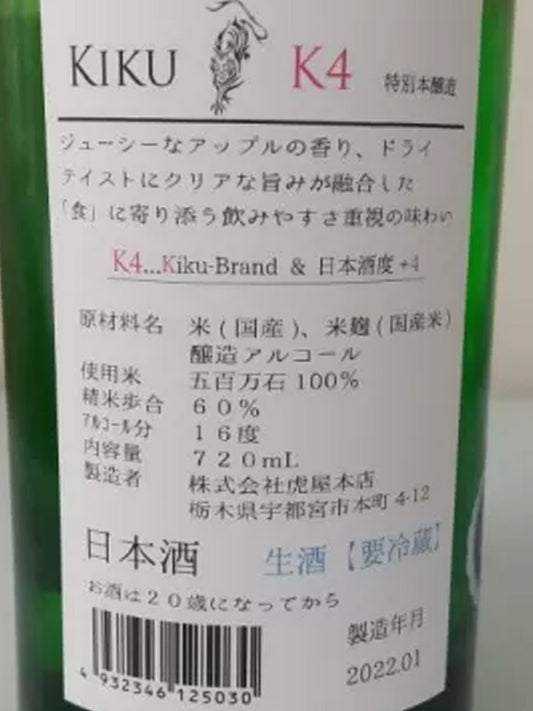 KIKU K4 特別本醸造
ジューシーなアップルの香り、ドライ
テイストにクリアな旨みが融合した
「食」に寄り添う飲みやすさ重視の味わい
K4...Kiku-Brand & 日本酒度+4
原材料名 米(国産)、米麹(国産米)
醸造アルコール
使用米 五百万石100%
精米歩合 60%
アルコール分 16度
内容量 720mL
製造者 株式会社虎屋本店
栃木県宇都宮市本町4-12
日本酒 生酒【要冷蔵】
お酒は20歳になってから
製造年月
2022.01
4 932346 125030